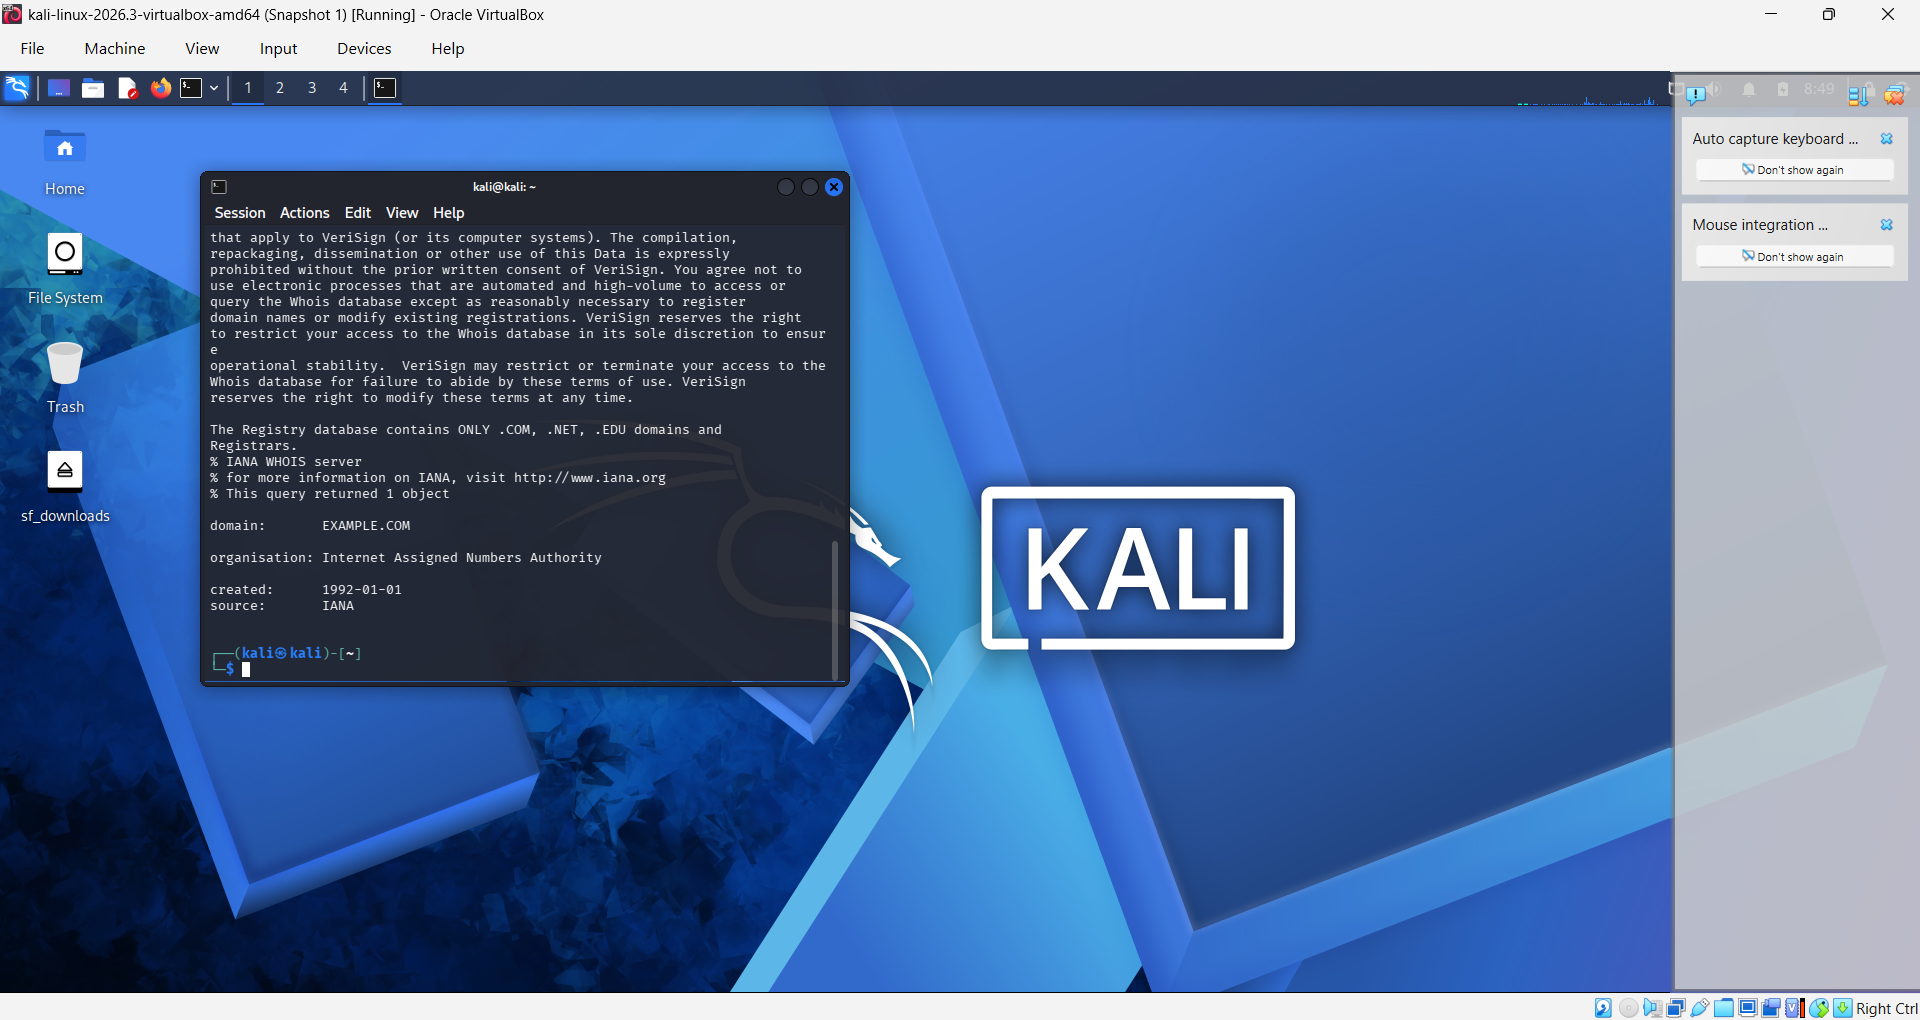 kali-linux-2026.3-virtualbox-amd64 (Snapshot 1) [Running] - Oracle VirtualBox
File Machine View Input Devices Help
1 2 3 4
8:49
Home
File System
Trash
sf_downloads
kali@kali: ~
Session Actions Edit View Help
that apply to VeriSign (or its computer systems). The compilation,
repackaging, dissemination or other use of this Data is expressly
prohibited without the prior written consent of VeriSign. You agree not to
use electronic processes that are automated and high-volume to access or
query the Whois database except as reasonably necessary to register
domain names or modify existing registrations. VeriSign reserves the right
to restrict your access to the Whois database in its sole discretion to ensur
e
operational stability.  VeriSign may restrict or terminate your access to the
Whois database for failure to abide by these terms of use. VeriSign
reserves the right to modify these terms at any time.
The Registry database contains ONLY .COM, .NET, .EDU domains and
Registrars.
% IANA WHOIS server
% for more information on IANA, visit http://www.iana.org
% This query returned 1 object
domain:       EXAMPLE.COM
organisation: Internet Assigned Numbers Authority
created:      1992-01-01
source:       IANA
┌──(kali㉿kali)-[~]
└─$
KALI
Auto capture keyboard ...
Don't show again
Mouse integration ...
Don't show again
Right Ctrl